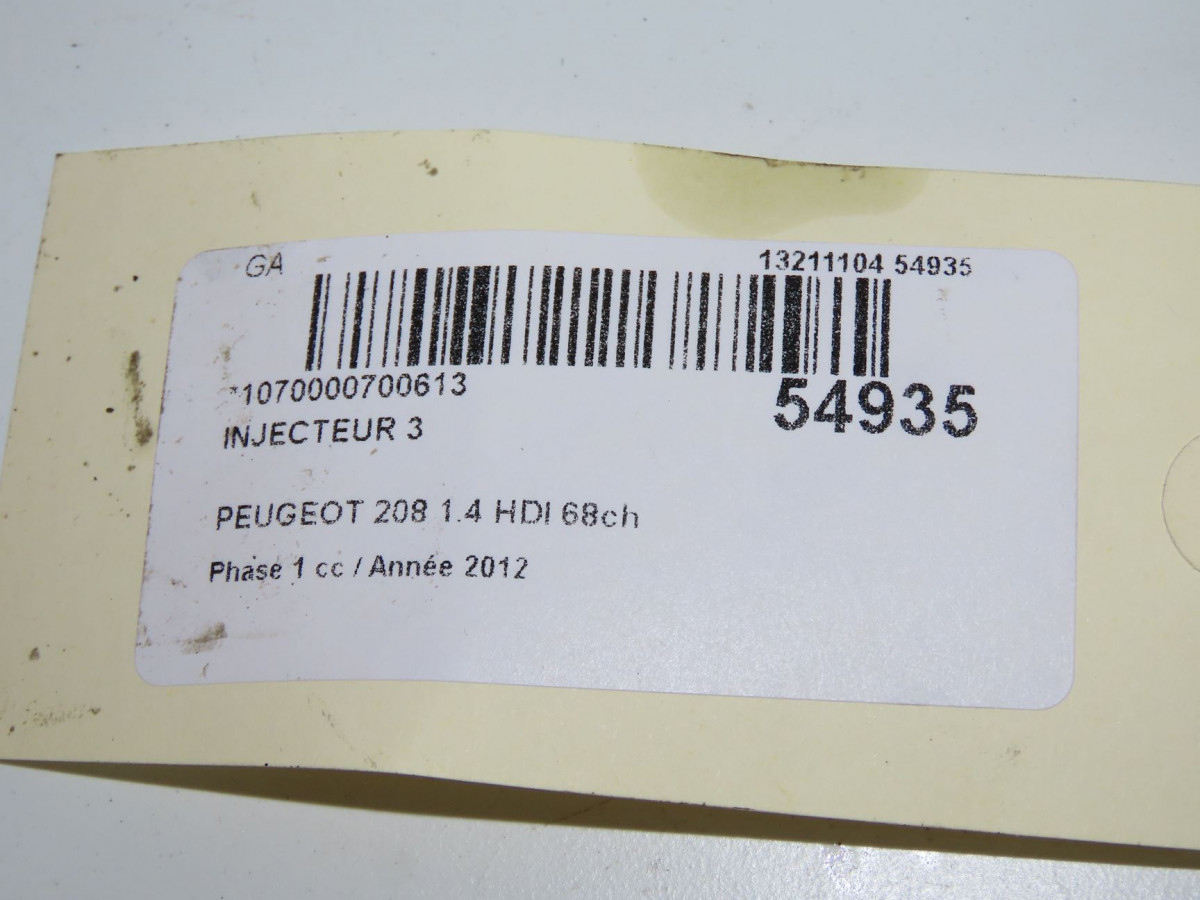 GA 13211104 54935
*1070000700613
54935
INJECTEUR 3
PEUGEOT 208 1.4 HDI 68ch
Phase 1 cc / Année 2012